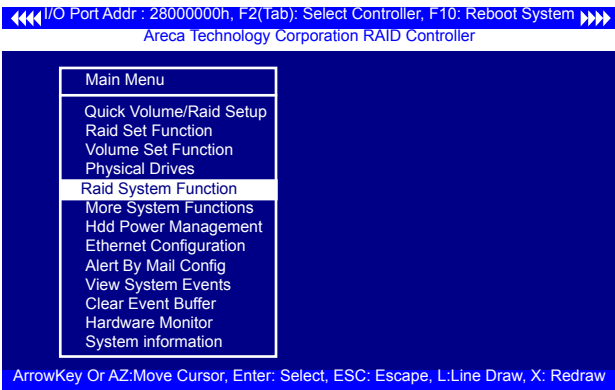 I/O Port Addr : 28000000h, F2(Tab): Select Controller, F10: Reboot System
Areca Technology Corporation RAID Controller
Main Menu
Quick Volume/Raid Setup
Raid Set Function
Volume Set Function
Physical Drives
Raid System Function
More System Functions
Hdd Power Management
Ethernet Configuration
Alert By Mail Config
View System Events
Clear Event Buffer
Hardware Monitor
System information
ArrowKey Or AZ:Move Cursor, Enter: Select, ESC: Escape, L:Line Draw, X: Redraw